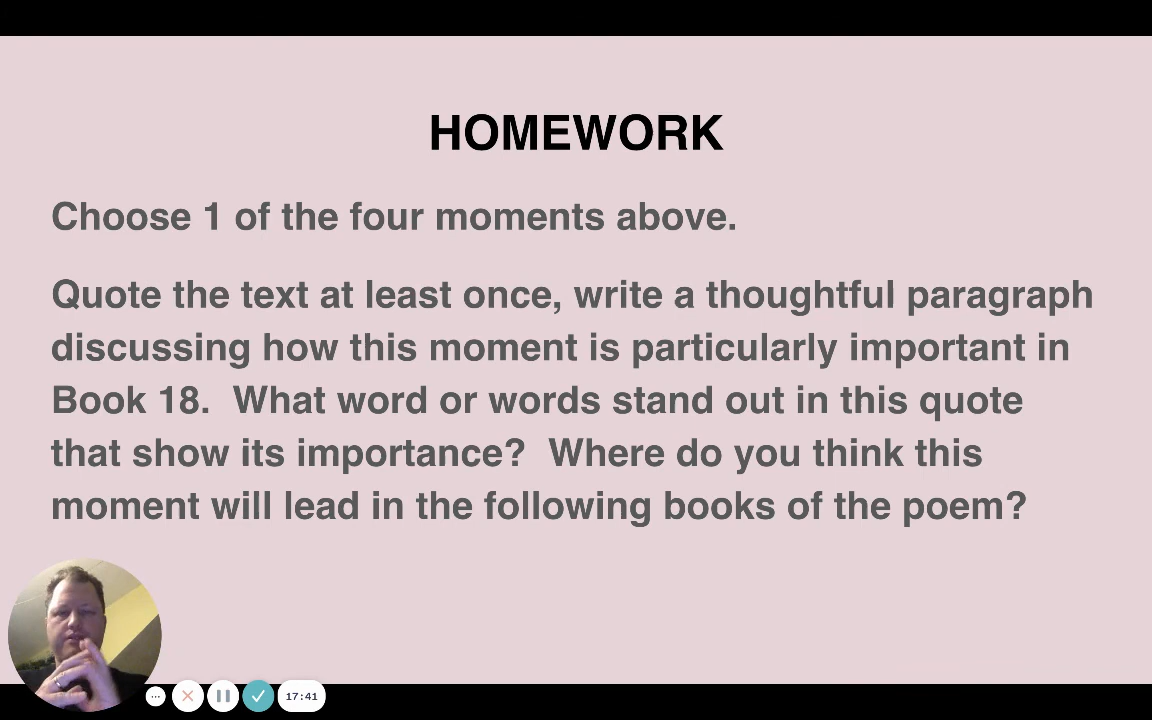 HOMEWORK
Choose 1 of the four moments above.
Quote the text at least once, write a thoughtful paragraph
discussing how this moment is particularly important in
Book 18.  What word or words stand out in this quote
that show its importance?  Where do you think this
moment will lead in the following books of the poem?
17:41